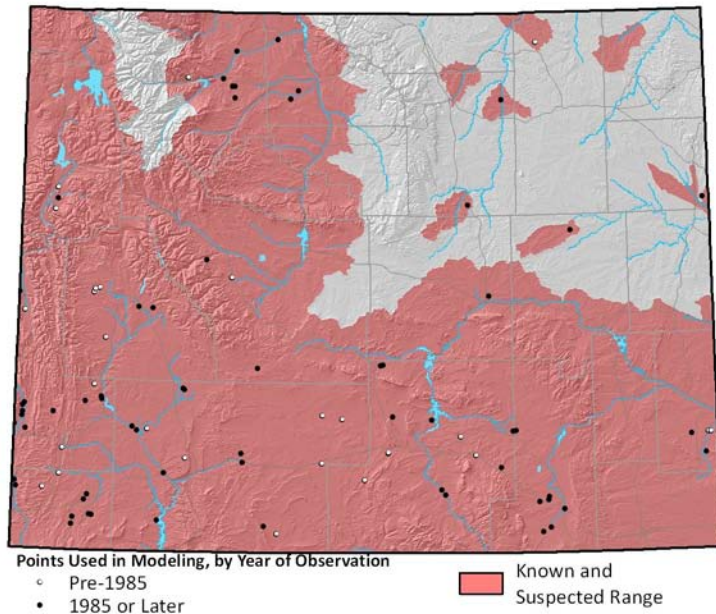 Points Used in Modeling, by Year of Observation
Pre-1985
1985 or Later
Known and
Suspected Range